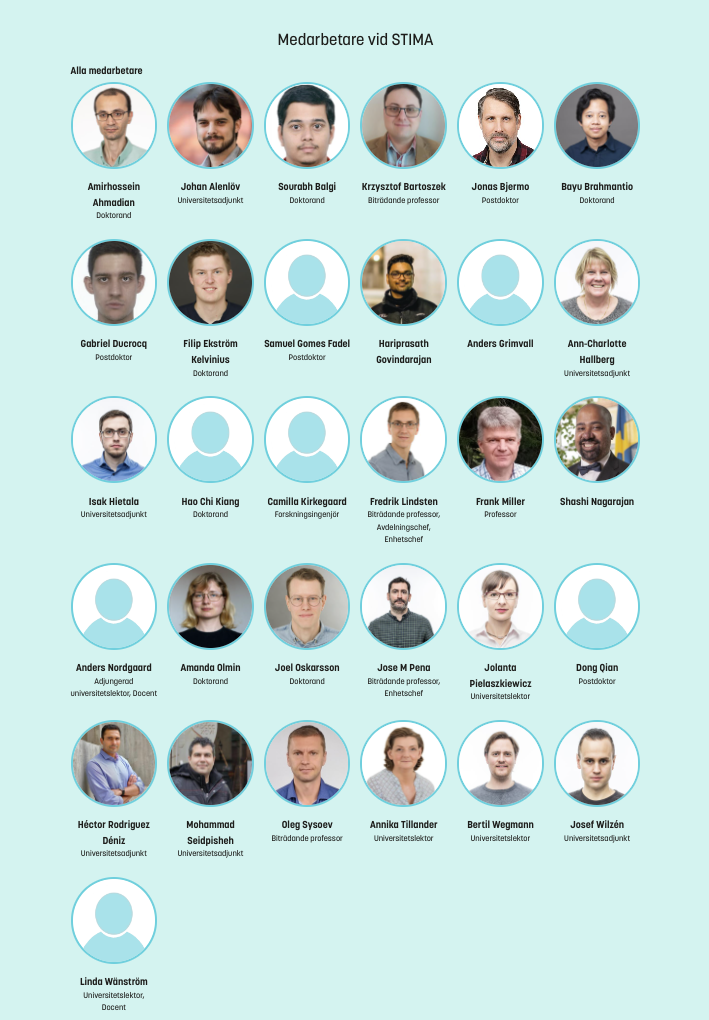 Medarbetare vid STIMA
Alla medarbetare
Amirhossein
Ahmadian
Doktorand
Johan Alenlöv
Universitetsadjunkt
Sourabh Balgi
Doktorand
Krzysztof Bartoszek
Biträdande professor
Jonas Bjermo
Postdoktor
Bayu Brahmantio
Doktorand
Gabriel Ducrocq
Postdoktor
Filip Ekström
Kelvinius
Doktorand
Samuel Gomes Fadel
Postdoktor
Hariprasath
Govindarajan
Anders Grimvall
Ann-Charlotte
Hallberg
Universitetsadjunkt
Isak Hietala
Universitetsadjunkt
Hao Chi Kiang
Doktorand
Camilla Kirkegaard
Forskningsingenjör
Fredrik Lindsten
Biträdande professor,
Avdelningschef,
Enhetschef
Frank Miller
Professor
Shashi Nagarajan
Anders Nordgaard
Adjungerad
universitetslektor, Docent
Amanda Olmin
Doktorand
Joel Oskarsson
Doktorand
Jose M Pena
Biträdande professor,
Enhetschef
Jolanta
Pielaszkiewicz
Universitetslektor
Dong Qian
Postdoktor
Héctor Rodriguez
Déniz
Universitetsadjunkt
Mohammad
Seidpisheh
Universitetsadjunkt
Oleg Sysoev
Biträdande professor
Annika Tillander
Universitetslektor
Bertil Wegmann
Universitetslektor
Josef Wilzén
Universitetsadjunkt
Linda Wänström
Universitetslektor,
Docent